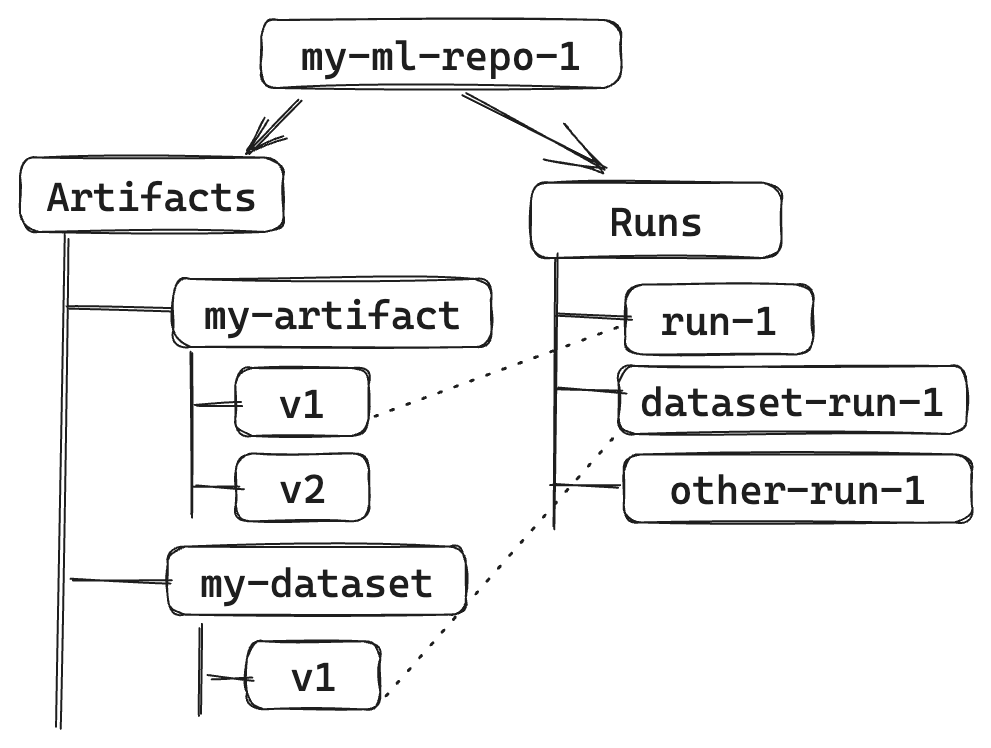 my-ml-repo-1
Artifacts
Runs
my-artifact
run-1
v1
dataset-run-1
v2
other-run-1
my-dataset
v1